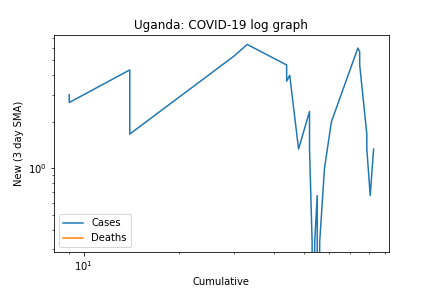 Uganda: COVID-19 log graph
New (3 day SMA)
10⁰
Cases
Deaths
10¹
Cumulative